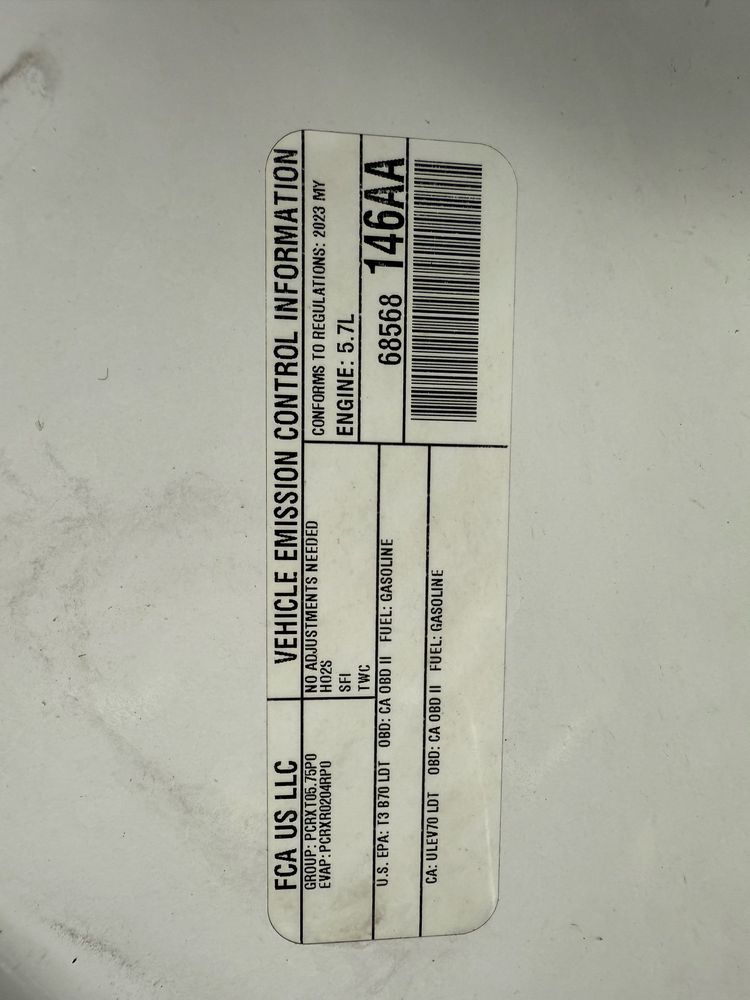 FCA US LLC VEHICLE EMISSION CONTROL INFORMATION
GROUP: PCRXT05.75P0
EVAP: PCRXR0204RP0
NO ADJUSTMENTS NEEDED
HO2S
SFI
TWC
CONFORMS TO REGULATIONS: 2023 MY
ENGINE: 5.7L
68568 146AA
U.S. EPA: T3 B70 LDT OBD: CA OBD II FUEL: GASOLINE
CA: ULEV70 LDT OBD: CA OBD II FUEL: GASOLINE